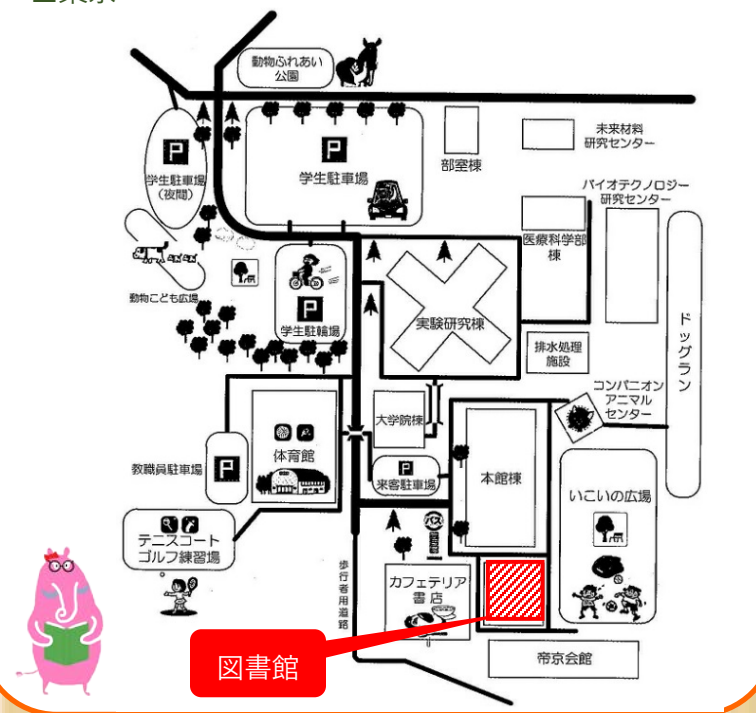 動物ふれあい
公園
P
学生駐車場
(夜間)
P
学生駐車場
部室棟
未来材料
研究センター
バイオテクノロジー
研究センター
医療科学部
棟
動物こども広場
P
学生駐輪場
実験研究棟
排水処理
施設
ドッグラン
コンパニオン
アニマル
センター
大学院棟
体育館
教職員駐車場
P
P
来客駐車場
本館棟
いこいの広場
テニスコート
ゴルフ練習場
歩行者用道路
バス
カフェテリア
書店
図書館
帝京会館